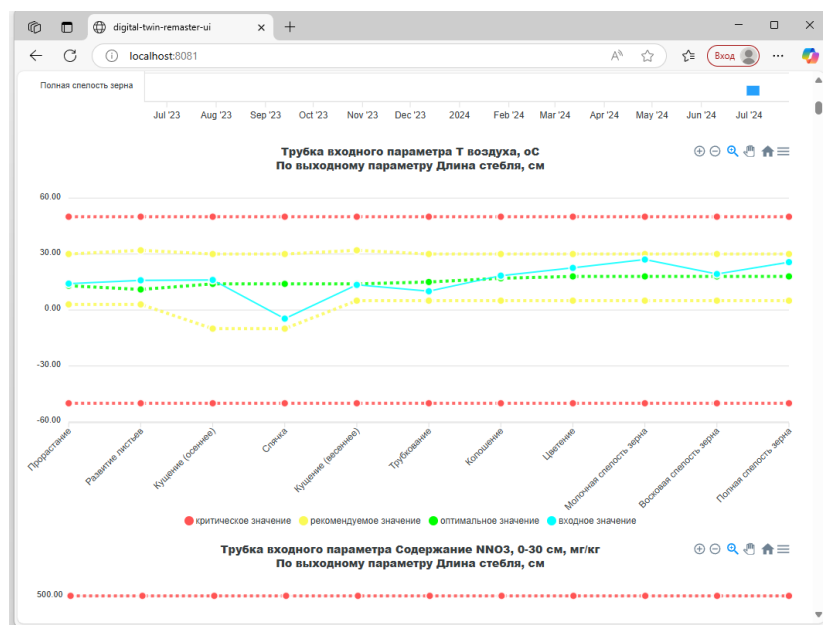 digital-twin-remaster-ui
localhost:8081
Вход
Полная спелость зерна
Jul '23 Aug '23 Sep '23 Oct '23 Nov '23 Dec '23 2024 Feb '24 Mar '24 Apr '24 May '24 Jun '24 Jul '24
Трубка входного параметра Т воздуха, оС
По выходному параметру Длина стебля, см
60.00
30.00
0.00
-30.00
-60.00
Прорастание
Развитие листьев
Кущение (осеннее)
Спячка
Кущение (весеннее)
Трубкование
Колошение
Цветение
Молочная спелость зерна
Восковая спелость зерна
Полная спелость зерна
критическое значение рекомендуемое значение оптимальное значение входное значение
Трубка входного параметра Содержание NNO3, 0-30 см, мг/кг
По выходному параметру Длина стебля, см
500.00